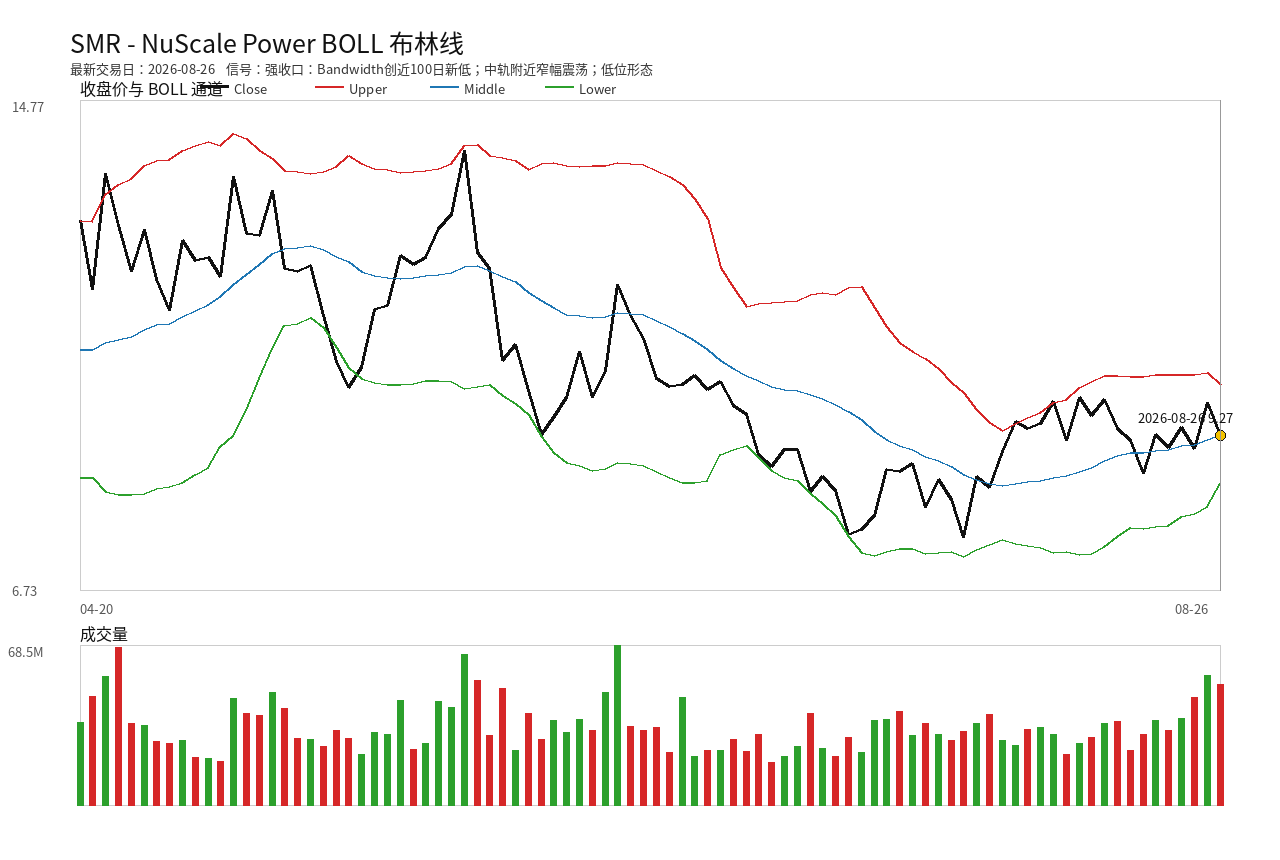 SMR - NuScale Power BOLL 布林线
最新交易日：2026-08-26 信号：强收口；Bandwidth创近100日新低；中轨附近窄幅震荡；低位形态
收盘价与 BOLL 通道 Close Upper Middle Lower
14.77
2026-08-26 9.27
6.73
04-20 08-26
成交量
68.5M